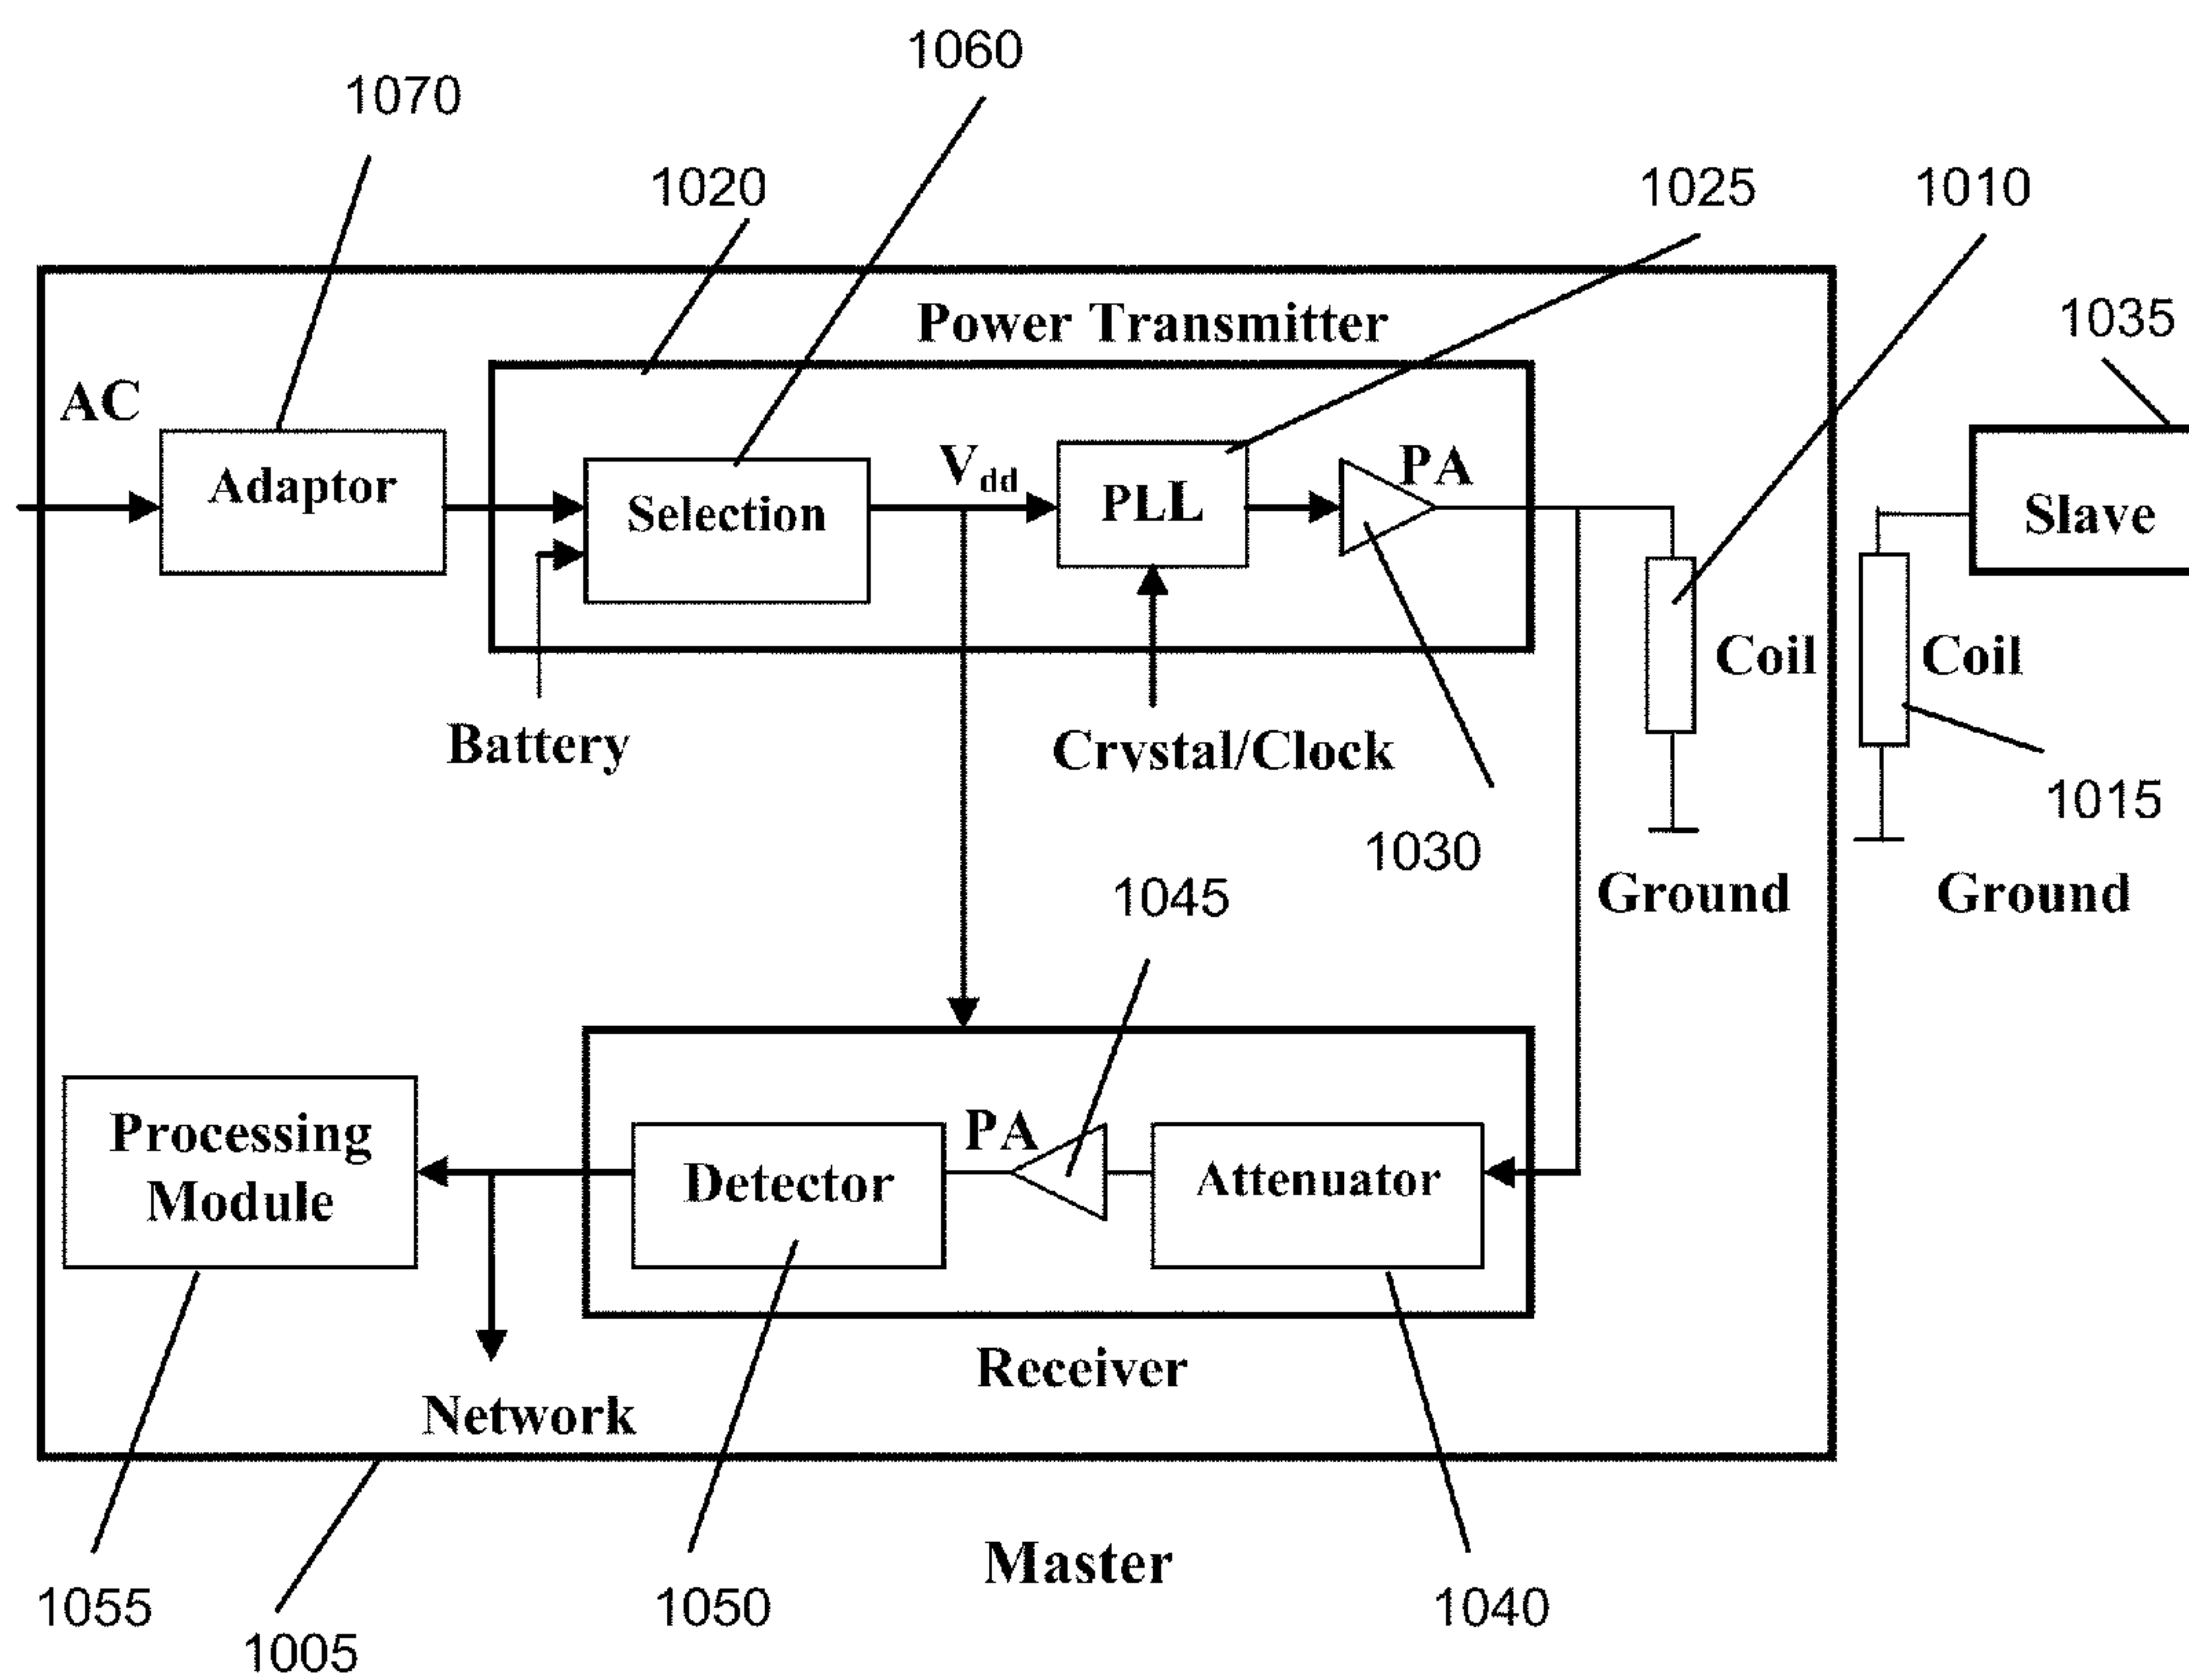 1060
1070
1020
1025
1010
1035
Power Transmitter
AC
Adaptor
Selection
Vdd
PLL
PA
Slave
Coil
Coil
Battery
Crystal/Clock
1015
1030
1045
Ground
Ground
Processing
Module
Detector
PA
Attenuator
Receiver
Network
Master
1055
1050
1040
1005